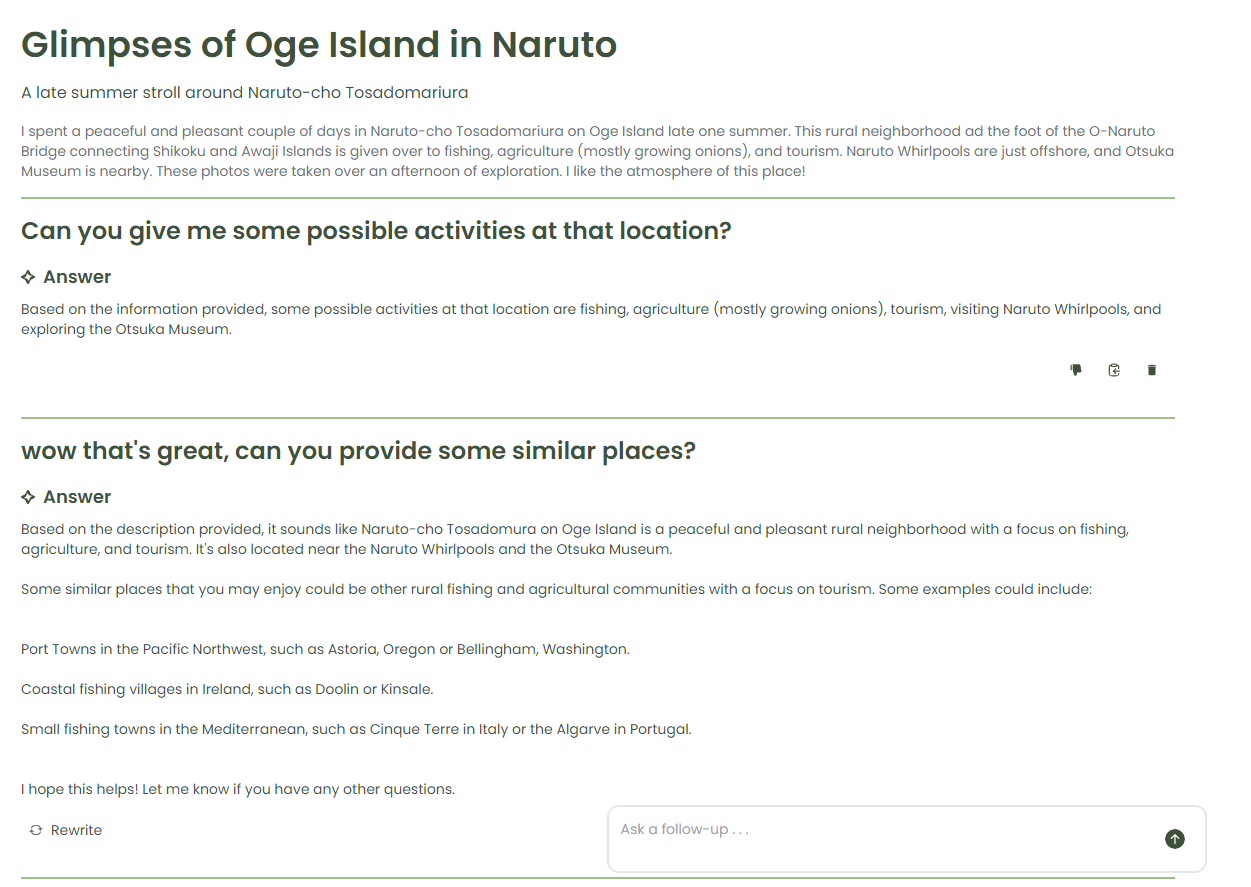 Glimpses of Oge Island in Naruto
A late summer stroll around Naruto-cho Tosadomariura
I spent a peaceful and pleasant couple of days in Naruto-cho Tosadomariura on Oge Island late one summer. This rural neighborhood ad the foot of the O-Naruto
Bridge connecting Shikoku and Awaji Islands is given over to fishing, agriculture (mostly growing onions), and tourism. Naruto Whirlpools are just offshore, and Otsuka
Museum is nearby. These photos were taken over an afternoon of exploration. I like the atmosphere of this place!
Can you give me some possible activities at that location?
Answer
Based on the information provided, some possible activities at that location are fishing, agriculture (mostly growing onions), tourism, visiting Naruto Whirlpools, and
exploring the Otsuka Museum.
wow that's great, can you provide some similar places?
Answer
Based on the description provided, it sounds like Naruto-cho Tosadomura on Oge Island is a peaceful and pleasant rural neighborhood with a focus on fishing,
agriculture, and tourism. It's also located near the Naruto Whirlpools and the Otsuka Museum.
Some similar places that you may enjoy could be other rural fishing and agricultural communities with a focus on tourism. Some examples could include:
Port Towns in the Pacific Northwest, such as Astoria, Oregon or Bellingham, Washington.
Coastal fishing villages in Ireland, such as Doolin or Kinsale.
Small fishing towns in the Mediterranean, such as Cinque Terre in Italy or the Algarve in Portugal.
I hope this helps! Let me know if you have any other questions.
Rewrite
Ask a follow-up . . .